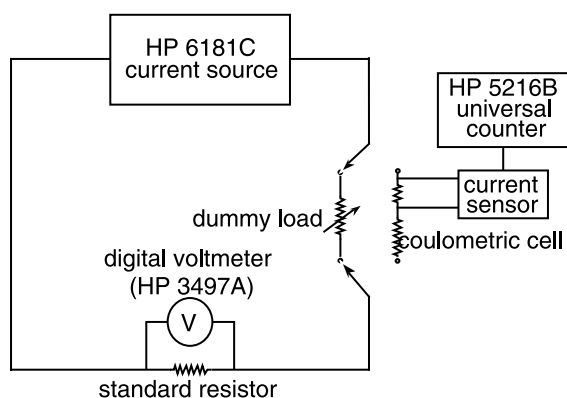 HP 6181C
current source
HP 5216B
universal
counter
current
sensor
dummy load
coulometric cell
digital voltmeter
(HP 3497A)
V
standard resistor